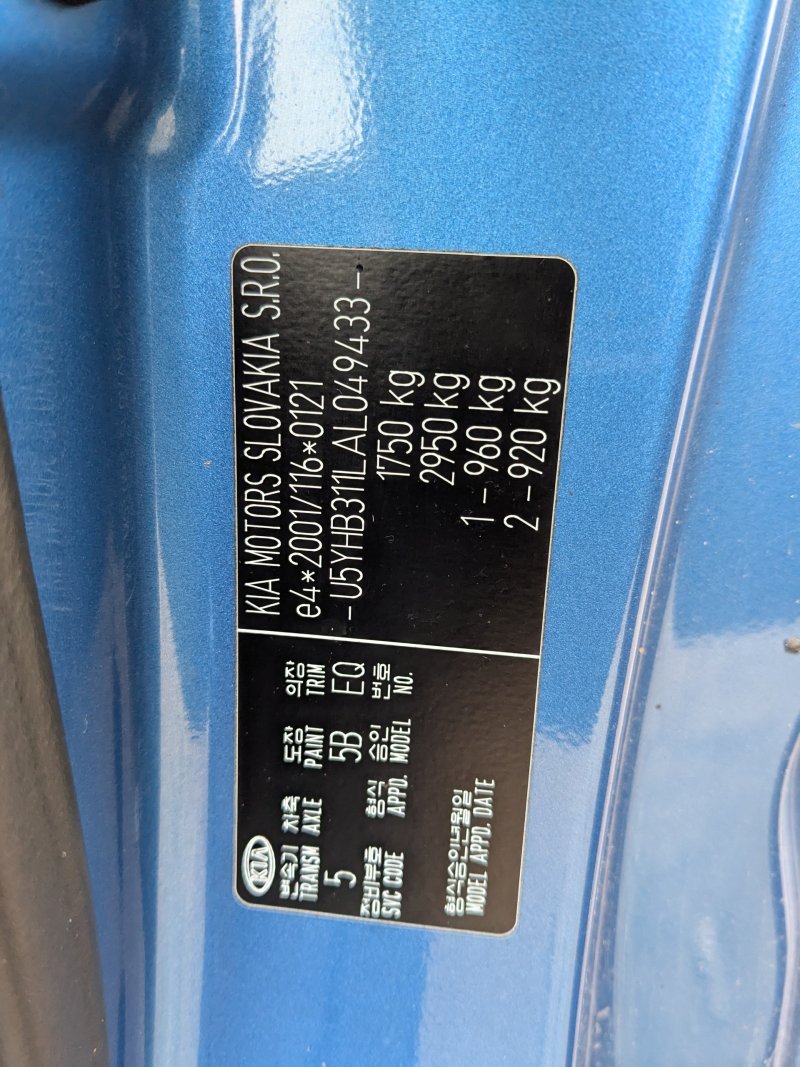 KIA
변속기 차축 도장 의장
TRANSM AXLE PAINT TRIM
5 5B EQ
정비부호 형식 승인 번호
SVC CODE APPD. MODEL NO.
형식승인년월일
MODEL APPD. DATE
KIA MOTORS SLOVAKIA S.R.O.
e4*2001/116*0121
- U5YHB311LAL049433 -
1750 kg
2950 kg
1 - 960 kg
2 - 920 kg